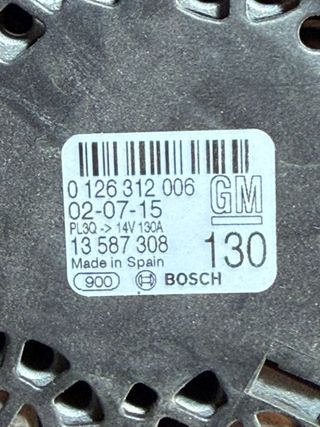 0 126 312 006
GM
02-07-15
PL3Q -> 14V 130A
13 587 308
130
Made in Spain
900 BOSCH